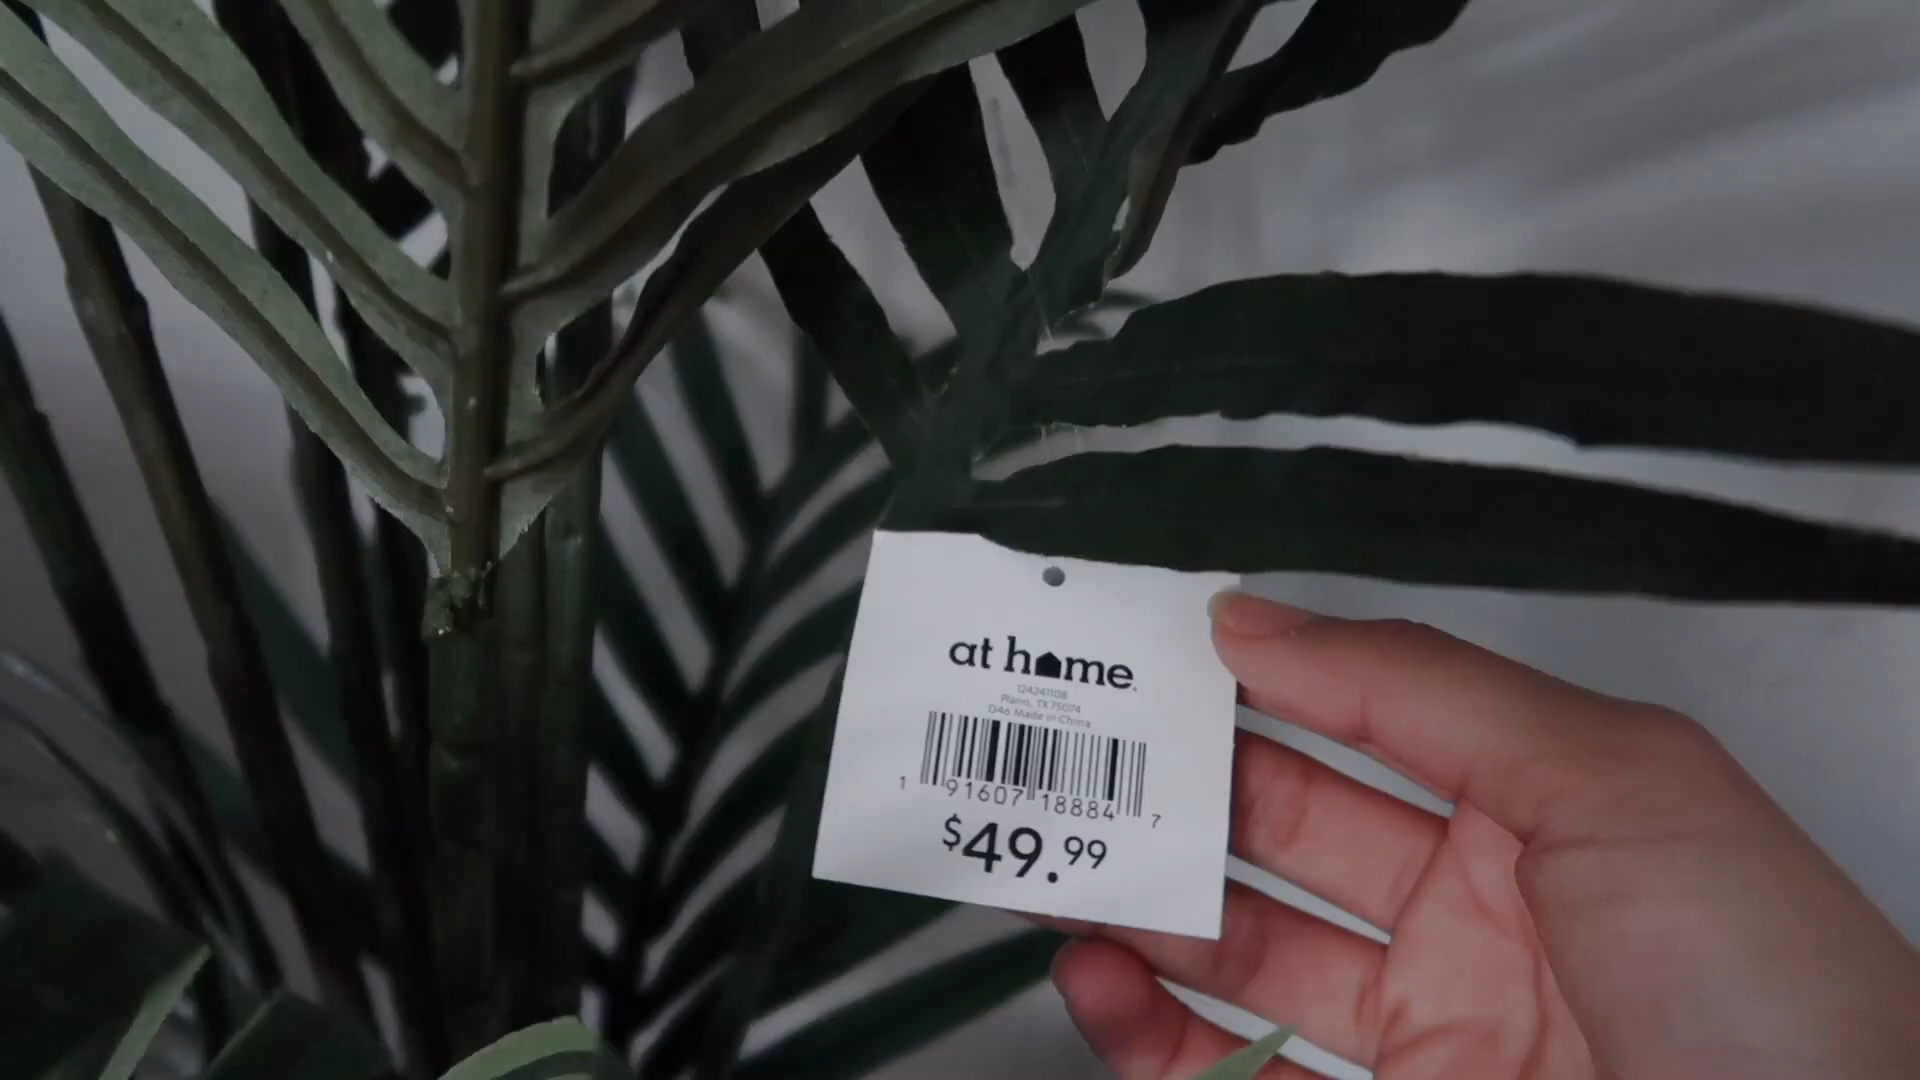 at home.
124241108
Plano, TX 75074
D46 Made in China
1 91607 18884 7
$49.99